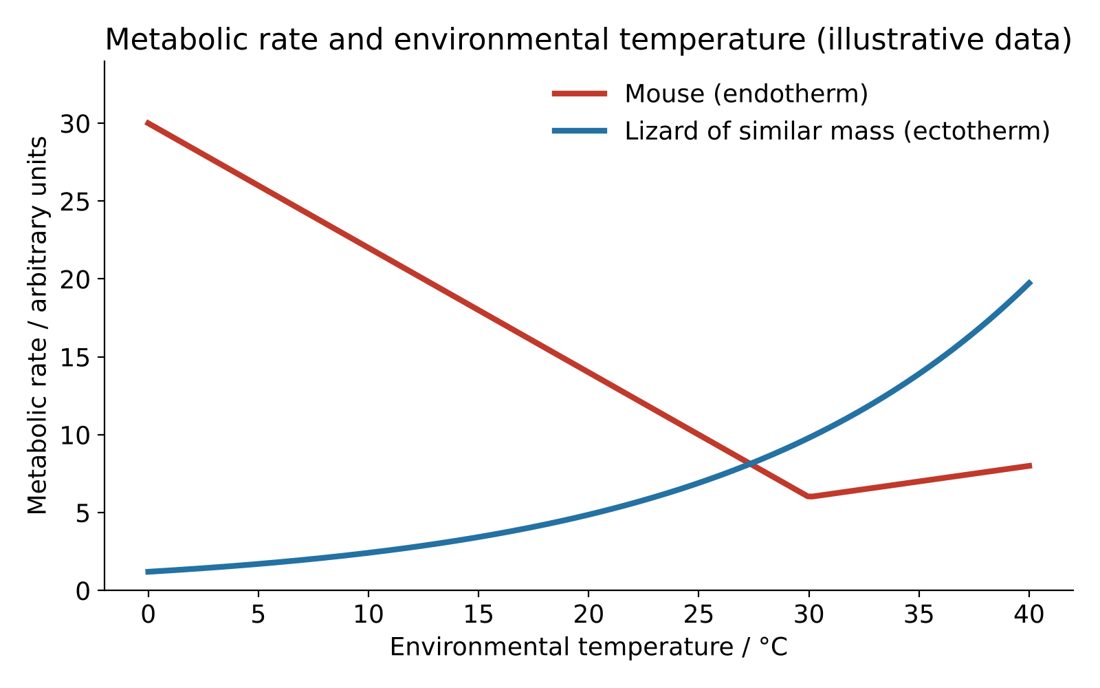 Metabolic rate and environmental temperature (illustrative data)
Mouse (endotherm)
Lizard of similar mass (ectotherm)
Metabolic rate / arbitrary units
30
25
20
15
10
5
0
0 5 10 15 20 25 30 35 40
Environmental temperature / °C